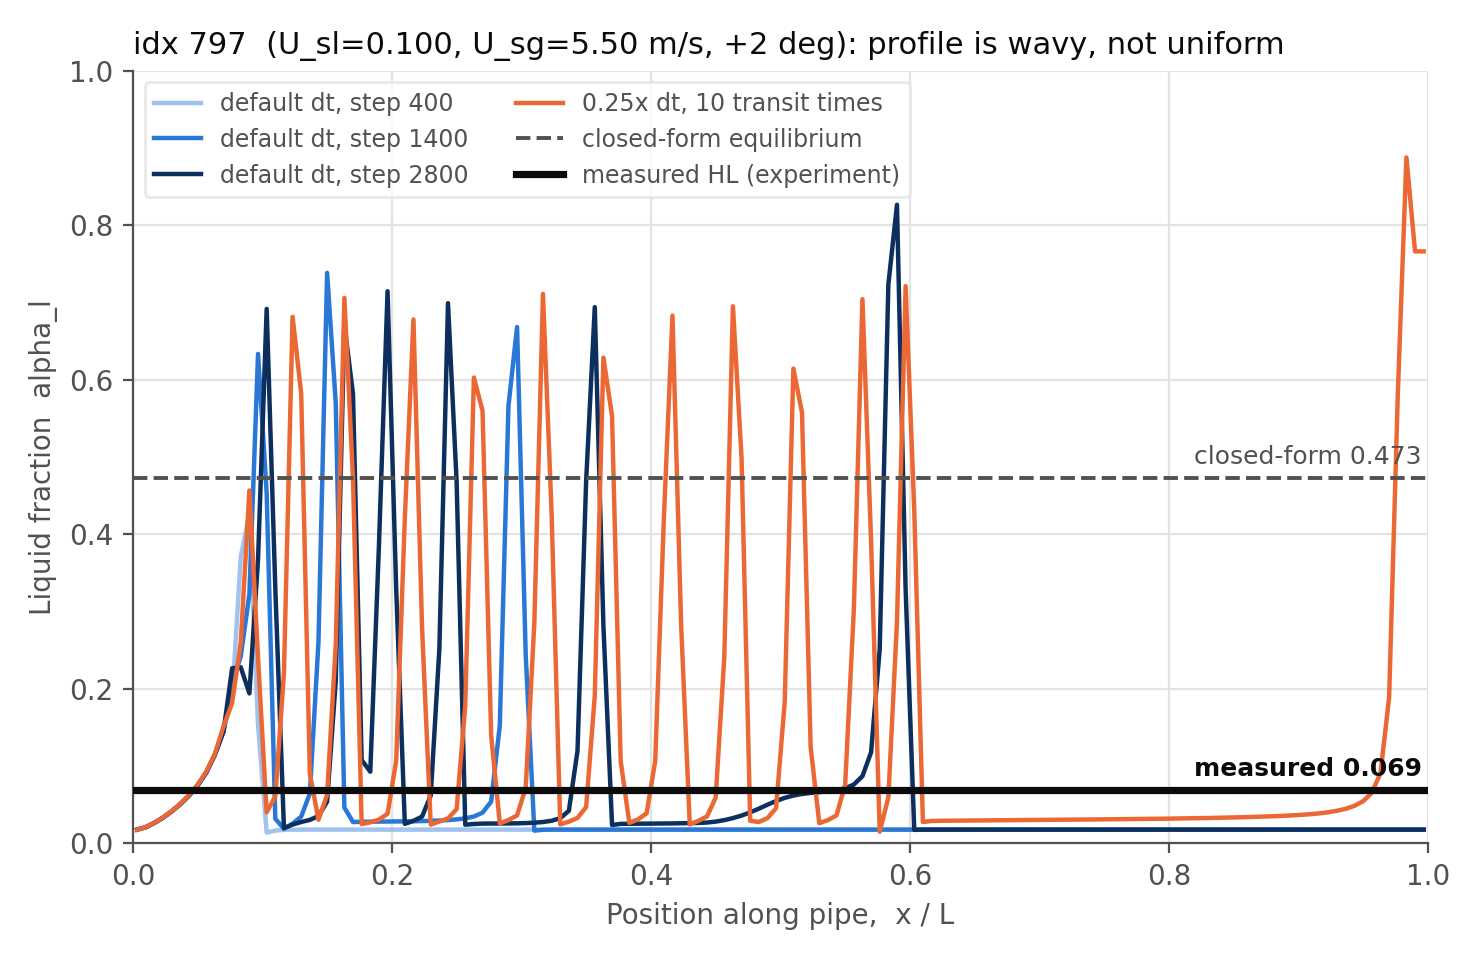 idx 797  (U_sl=0.100, U_sg=5.50 m/s, +2 deg): profile is wavy, not uniform
default dt, step 400
default dt, step 1400
default dt, step 2800
0.25x dt, 10 transit times
closed-form equilibrium
measured HL (experiment)
1.0
0.8
0.6
0.4
0.2
0.0
Liquid fraction  alpha_l
closed-form 0.473
measured 0.069
0.0 0.2 0.4 0.6 0.8 1.0
Position along pipe,  x / L